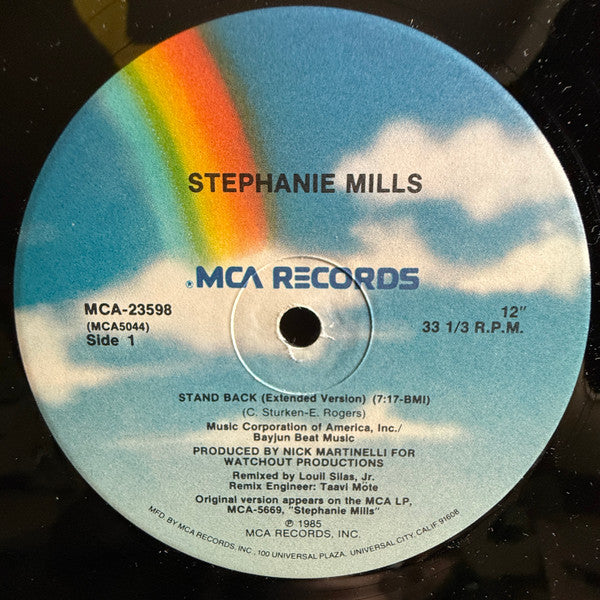 STEPHANIE MILLS
® MCA RECORDS
MCA-23598
(MCA5044)
Side 1
12"
33 1/3 R.P.M.
STAND BACK (Extended Version) (7:17-BMI)
(C. Sturken-E. Rogers)
Music Corporation of America, Inc./
Bayjun Beat Music
PRODUCED BY NICK MARTINELLI FOR
WATCHOUT PRODUCTIONS
Remixed by Louil Silas, Jr.
Remix Engineer: Taavi Möte
Original version appears on the MCA LP,
MCA-5669, "Stephanie Mills"
℗ 1985
MCA RECORDS, INC.
MFD BY MCA RECORDS, INC., 100 UNIVERSAL PLAZA, UNIVERSAL CITY, CALIF 91608